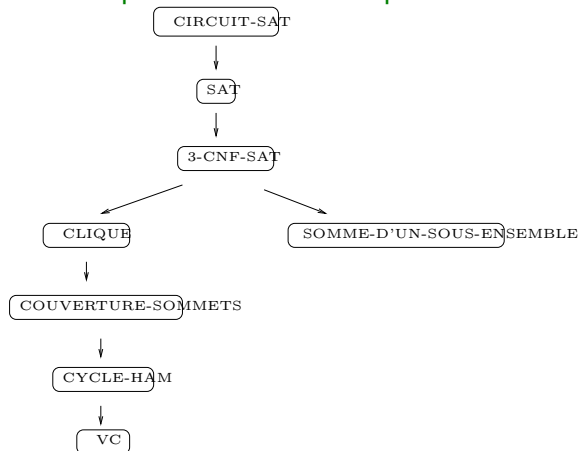 CIRCUIT-SAT
SAT
3-CNF-SAT
CLIQUE
SOMME-D'UN-SOUS-ENSEMBLE
COUVERTURE-SOMMETS
CYCLE-HAM
VC